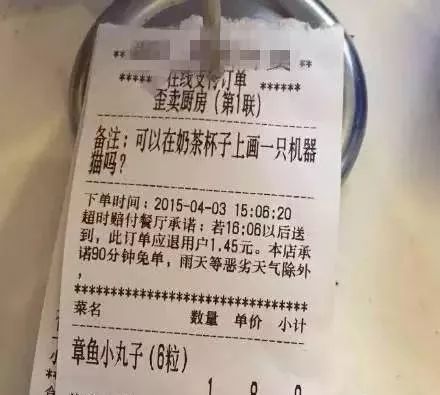 ***** 在线支付订单 *****
歪卖厨房(第1联)
备注:可以在奶茶杯子上画一只机器
猫吗?
下单时间:2015-04-03 15:06:20
超时赔付餐厅承诺:若16:06以后送
到,此订单应退用户1.45元。本店承
诺90分钟免单,雨天等恶劣天气除外
,
******************************
菜名 数量 单价 小计
章鱼小丸子(6粒)